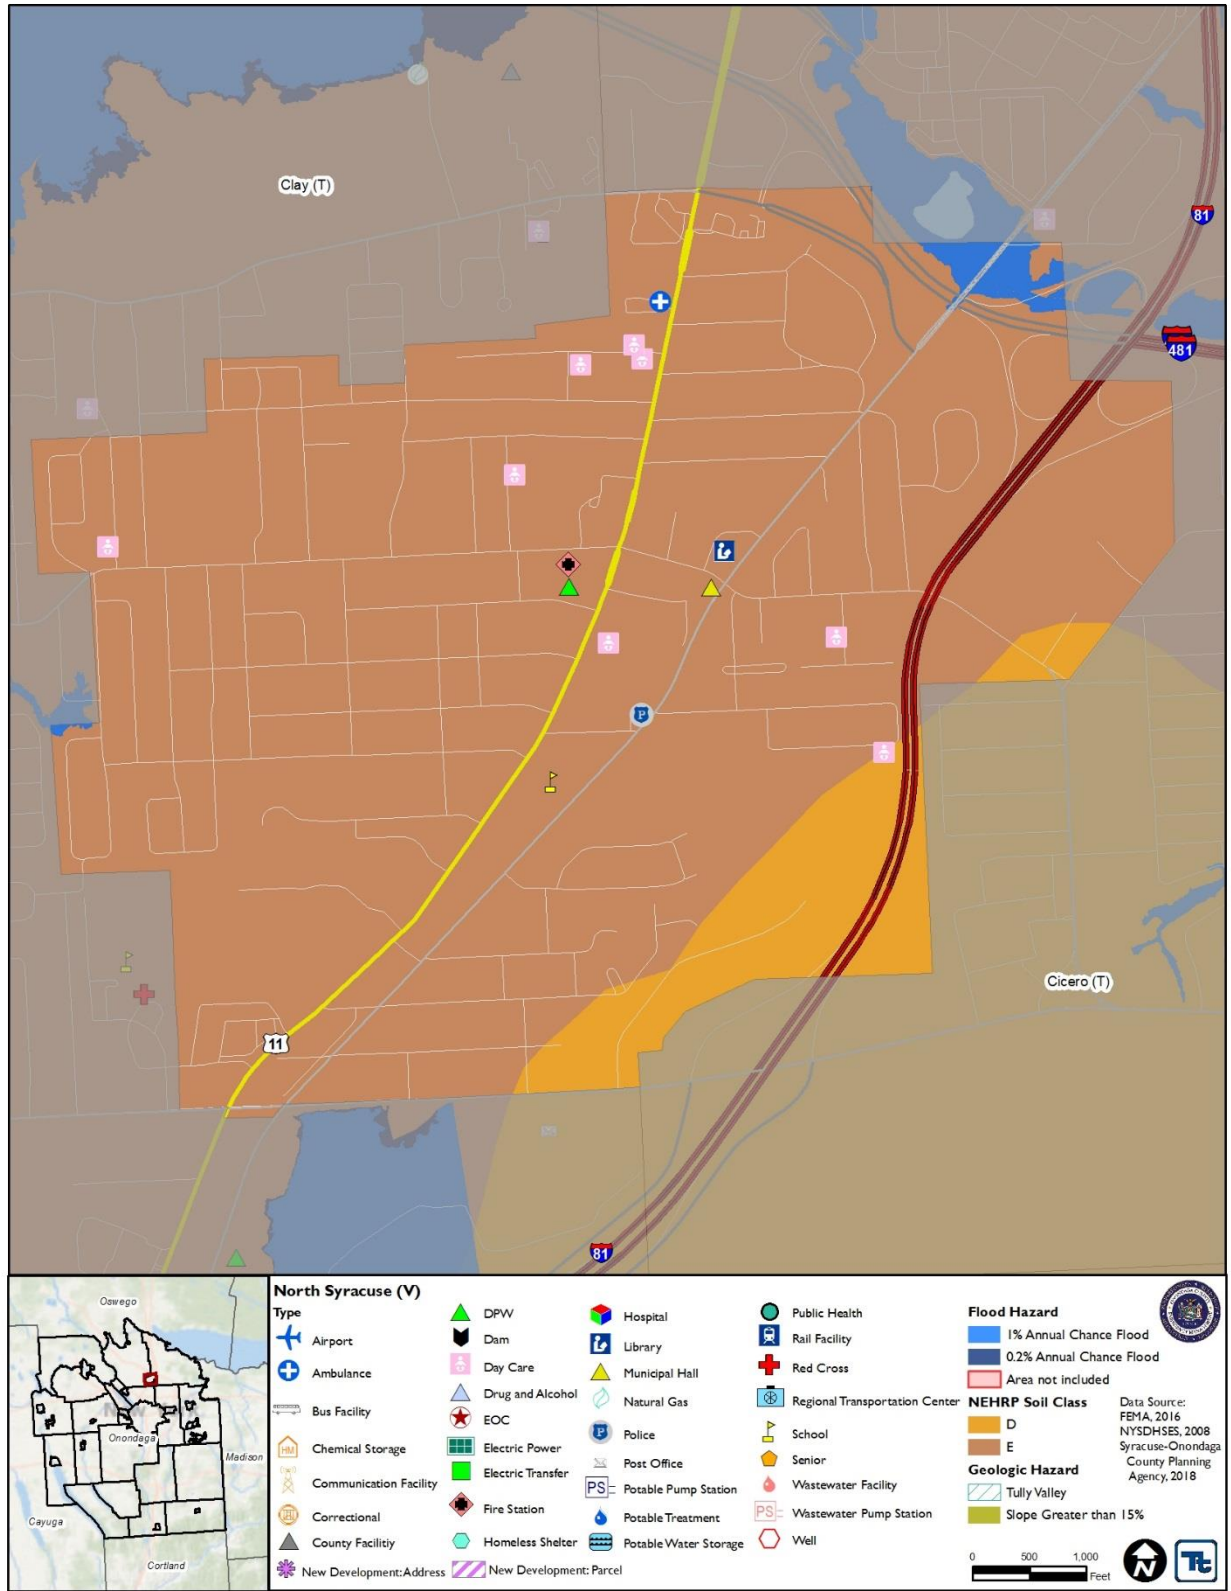 Clay (T)
81
481
Cicero (T)
11
81
Oswego
Onondaga
Madison
Cayuga
Cortland
North Syracuse (V)
Type
Airport
Ambulance
Bus Facility
HM
Chemical Storage
Communication Facility
Correctional
County Facilitiy
New Development: Address
DPW
Dam
Day Care
Drug and Alcohol
EOC
Electric Power
Electric Transfer
Fire Station
Homeless Shelter
New Development: Parcel
Hospital
Library
Municipal Hall
Natural Gas
P
Police
Post Office
PS
Potable Pump Station
Potable Treatment
Potable Water Storage
Public Health
Rail Facility
Red Cross
Regional Transportation Center
School
Senior
Wastewater Facility
PS
Wastewater Pump Station
Well
Flood Hazard
1% Annual Chance Flood
0.2% Annual Chance Flood
Area not included
NEHRP Soil Class
D
E
Geologic Hazard
Tully Valley
Slope Greater than 15%
Data Source:
FEMA, 2016
NYSDHSES, 2008
Syracuse-Onondaga
County Planning
Agency, 2018
0 500 1,000
Feet
N
Tt